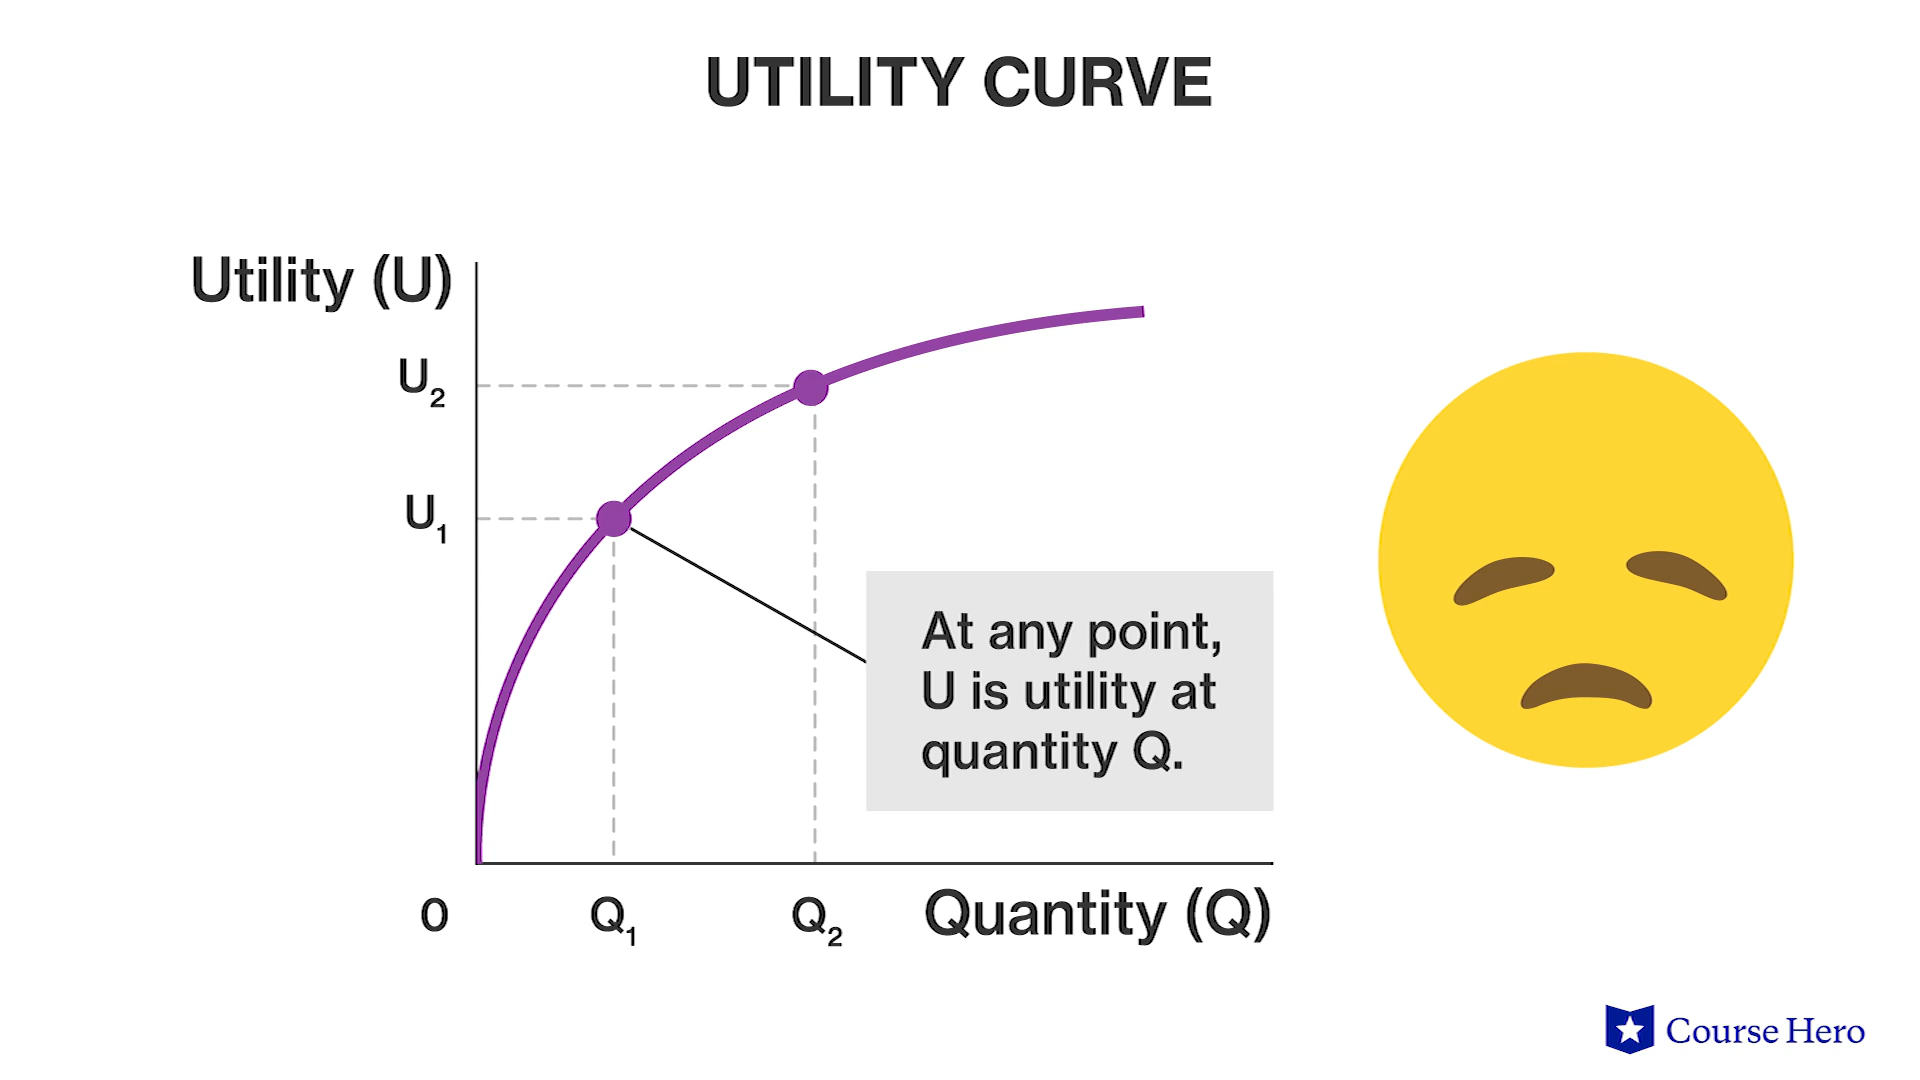 UTILITY CURVE
Utility (U)
U₂
U₁
At any point,
U is utility at
quantity Q.
0 Q₁ Q₂ Quantity (Q)
Course Hero